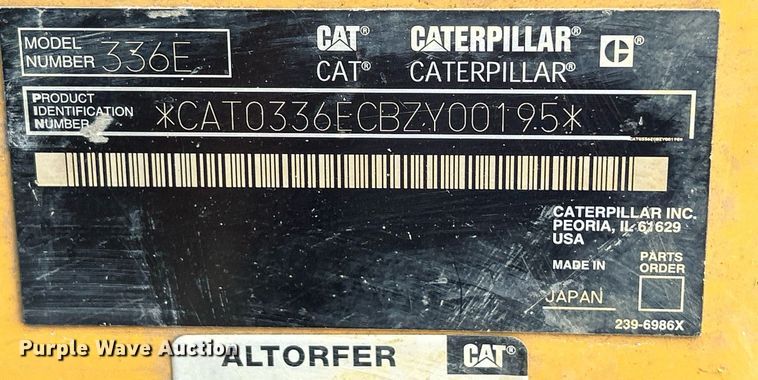 MODEL NUMBER 336E
CAT® CATERPILLAR® C®
CAT® CATERPILLAR®
PRODUCT
IDENTIFICATION
NUMBER *CAT0336ECBZY00195*
CAT0336ECBZY00195
CATERPILLAR INC.
PEORIA, IL 61629
USA
MADE IN
JAPAN
PARTS
ORDER
239-6986X
Purple Wave Auction
ALTORFER CAT®